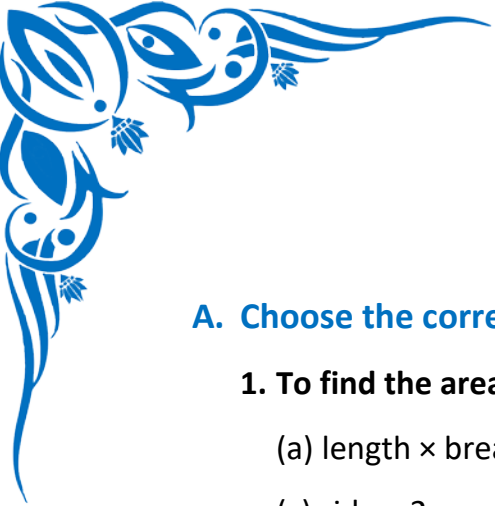 A. Choose the corre
1. To find the area
(a) length × brea